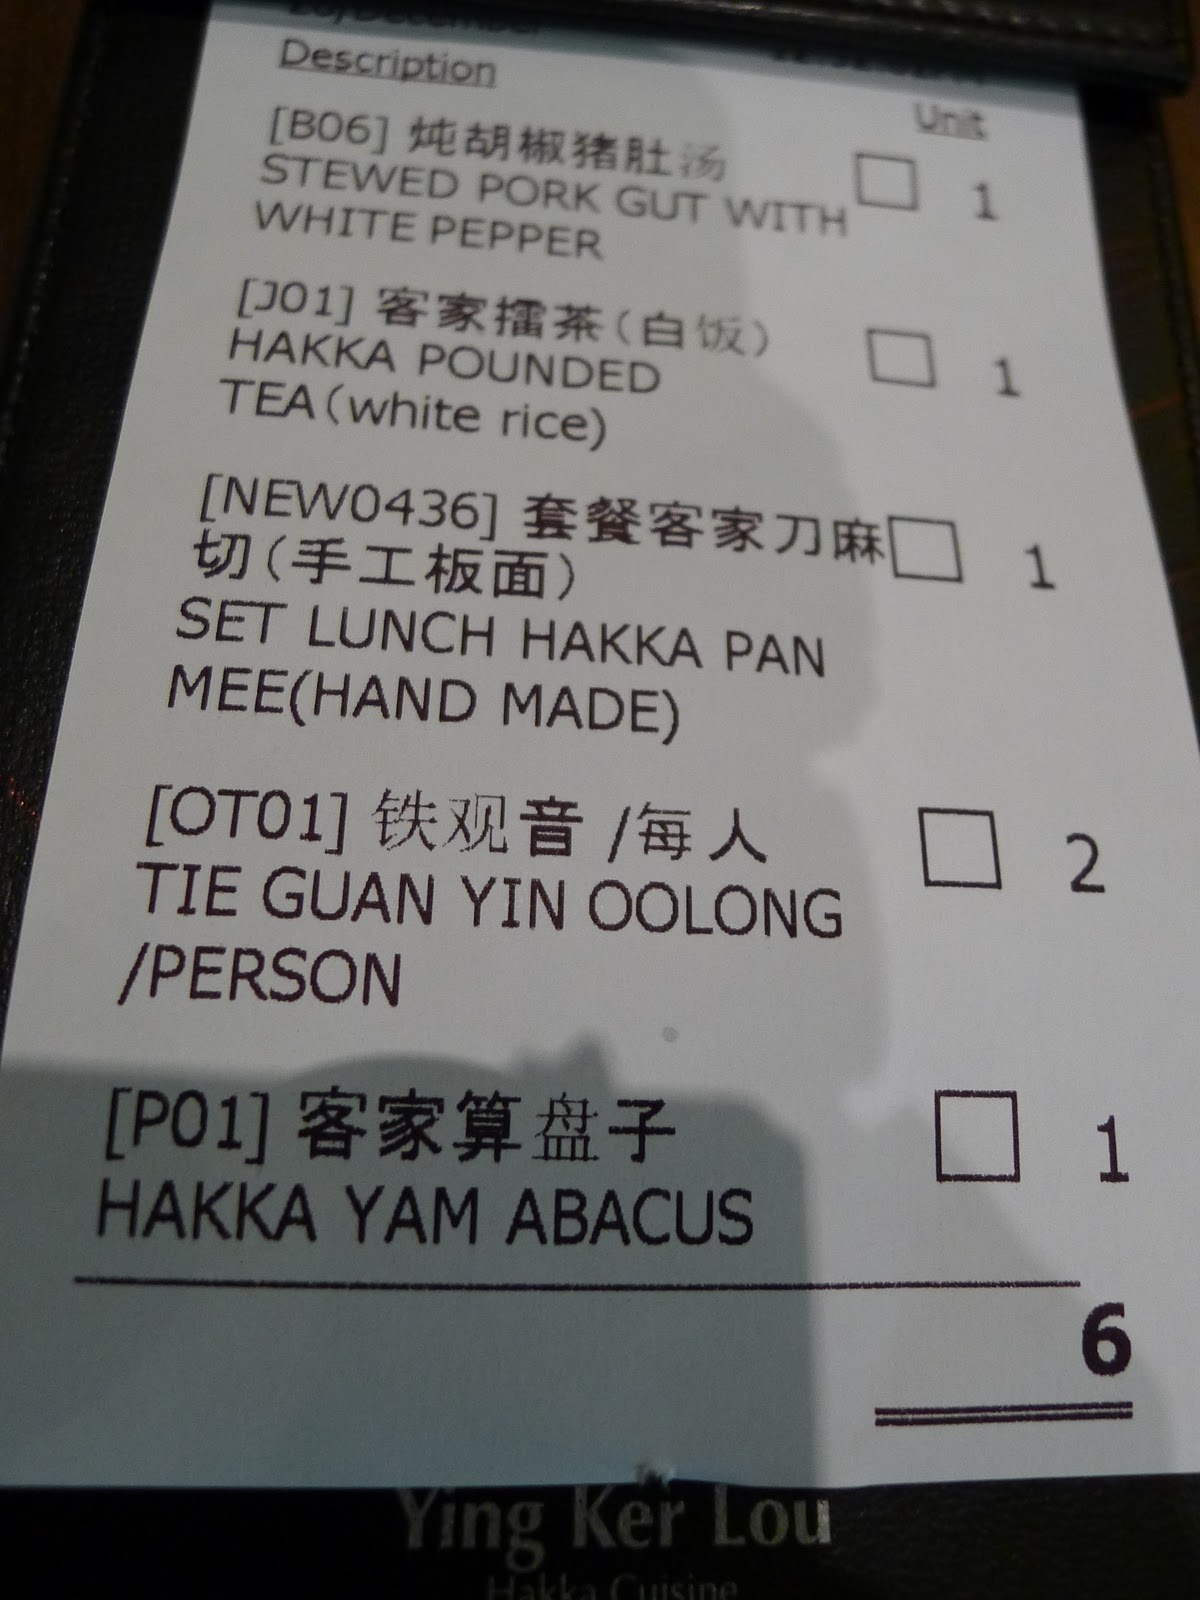 Description Unit
[B06] 炖胡椒猪肚汤 1
STEWED PORK GUT WITH
WHITE PEPPER
[J01] 客家擂茶(白饭) 1
HAKKA POUNDED
TEA(white rice)
[NEW0436] 套餐客家刀麻 1
切(手工板面)
SET LUNCH HAKKA PAN
MEE(HAND MADE)
[OT01] 铁观音 /每人 2
TIE GUAN YIN OOLONG
/PERSON
[P01] 客家算盘子 1
HAKKA YAM ABACUS
6
Ying Ker Lou
Hakka Cuisine